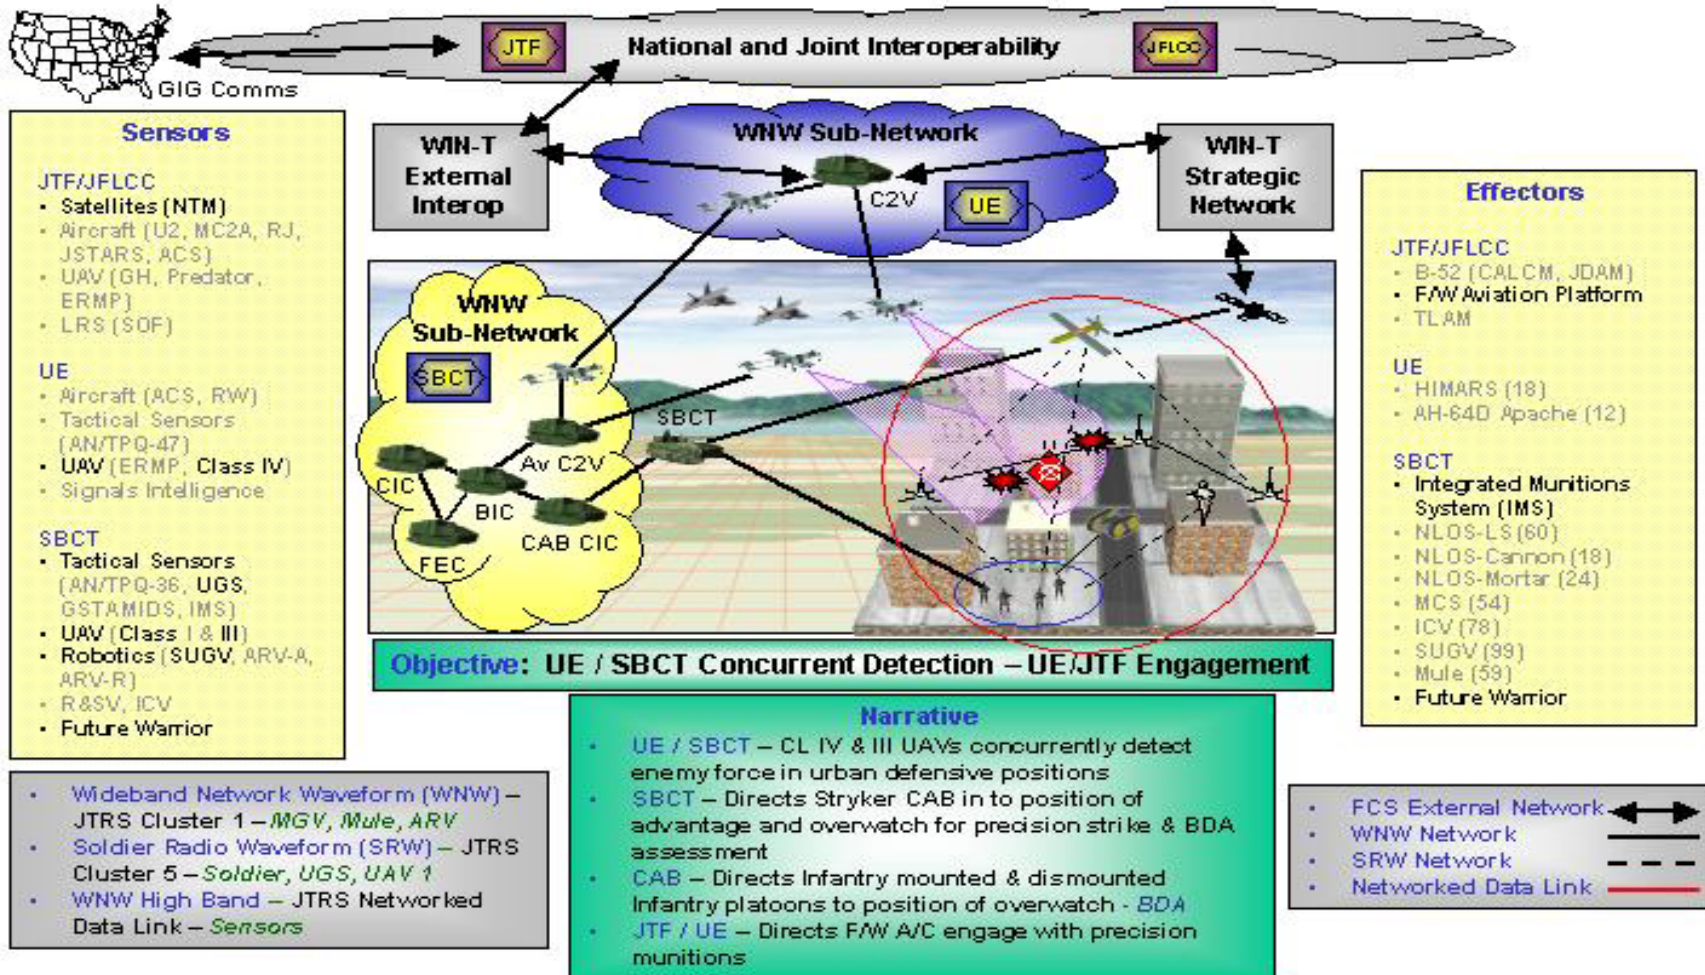 JTF
National and Joint Interoperability
JFLCC
GIG Comms
Sensors
JTF/JFLCC
• Satellites (NTM)
• Aircraft (U2, MC2A, RJ,
JSTARS, ACS)
• UAV (GH, Predator,
ERMP)
• LRS (SOF)
UE
• Aircraft (ACS, RW)
• Tactical Sensors
(AN/TPQ-47)
• UAV (ERMP, Class IV)
• Signals Intelligence
SBCT
• Tactical Sensors
(AN/TPQ-36, UGS,
GSTAMIDS, IMS)
• UAV (Class I & III)
• Robotics (SUGV, ARV-A,
ARV-R)
• R&SV, ICV
• Future Warrior
WIN-T
External
Interop
WNW Sub-Network
C2V
UE
WIN-T
Strategic
Network
WNW
Sub-Network
SBCT
SBCT
Av C2V
CIC
BIC
CAB CIC
FEC
Effectors
JTF/JFLCC
• B-52 (CALCM, JDAM)
• F/W Aviation Platform
• TLAM
UE
• HIMARS (18)
• AH-64D Apache (12)
SBCT
• Integrated Munitions
System (IMS)
• NLOS-LS (60)
• NLOS-Cannon (18)
• NLOS-Mortar (24)
• MCS (54)
• ICV (78)
• SUGV (99)
• Mule (59)
• Future Warrior
Objective: UE / SBCT Concurrent Detection – UE/JTF Engagement
Narrative
• UE / SBCT – CL IV & III UAVs concurrently detect
enemy force in urban defensive positions
• SBCT – Directs Stryker CAB in to position of
advantage and overwatch for precision strike & BDA
assessment
• CAB – Directs Infantry mounted & dismounted
Infantry platoons to position of overwatch - BDA
• JTF / UE – Directs F/W A/C engage with precision
munitions
• Wideband Network Waveform (WNW) –
JTRS Cluster 1 – MGV, Mule, ARV
• Soldier Radio Waveform (SRW) – JTRS
Cluster 5 – Soldier, UGS, UAV 1
• WNW High Band – JTRS Networked
Data Link – Sensors
• FCS External Network
• WNW Network
• SRW Network
• Networked Data Link